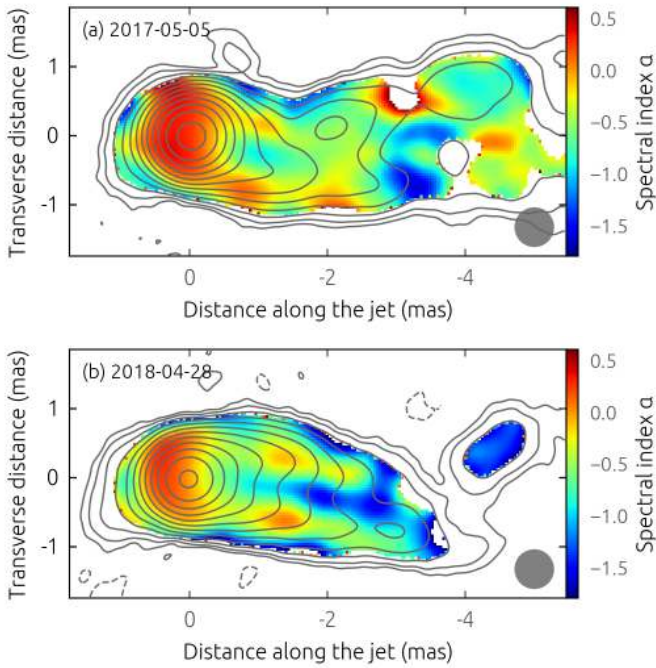 (a) 2017-05-05
Transverse distance (mas)
1
0
-1
0
-2
-4
Distance along the jet (mas)
0.5
0.0
−0.5
−1.0
−1.5
Spectral index α
(b) 2018-04-28
Transverse distance (mas)
1
0
-1
0
-2
-4
Distance along the jet (mas)
0.5
0.0
−0.5
−1.0
−1.5
Spectral index α